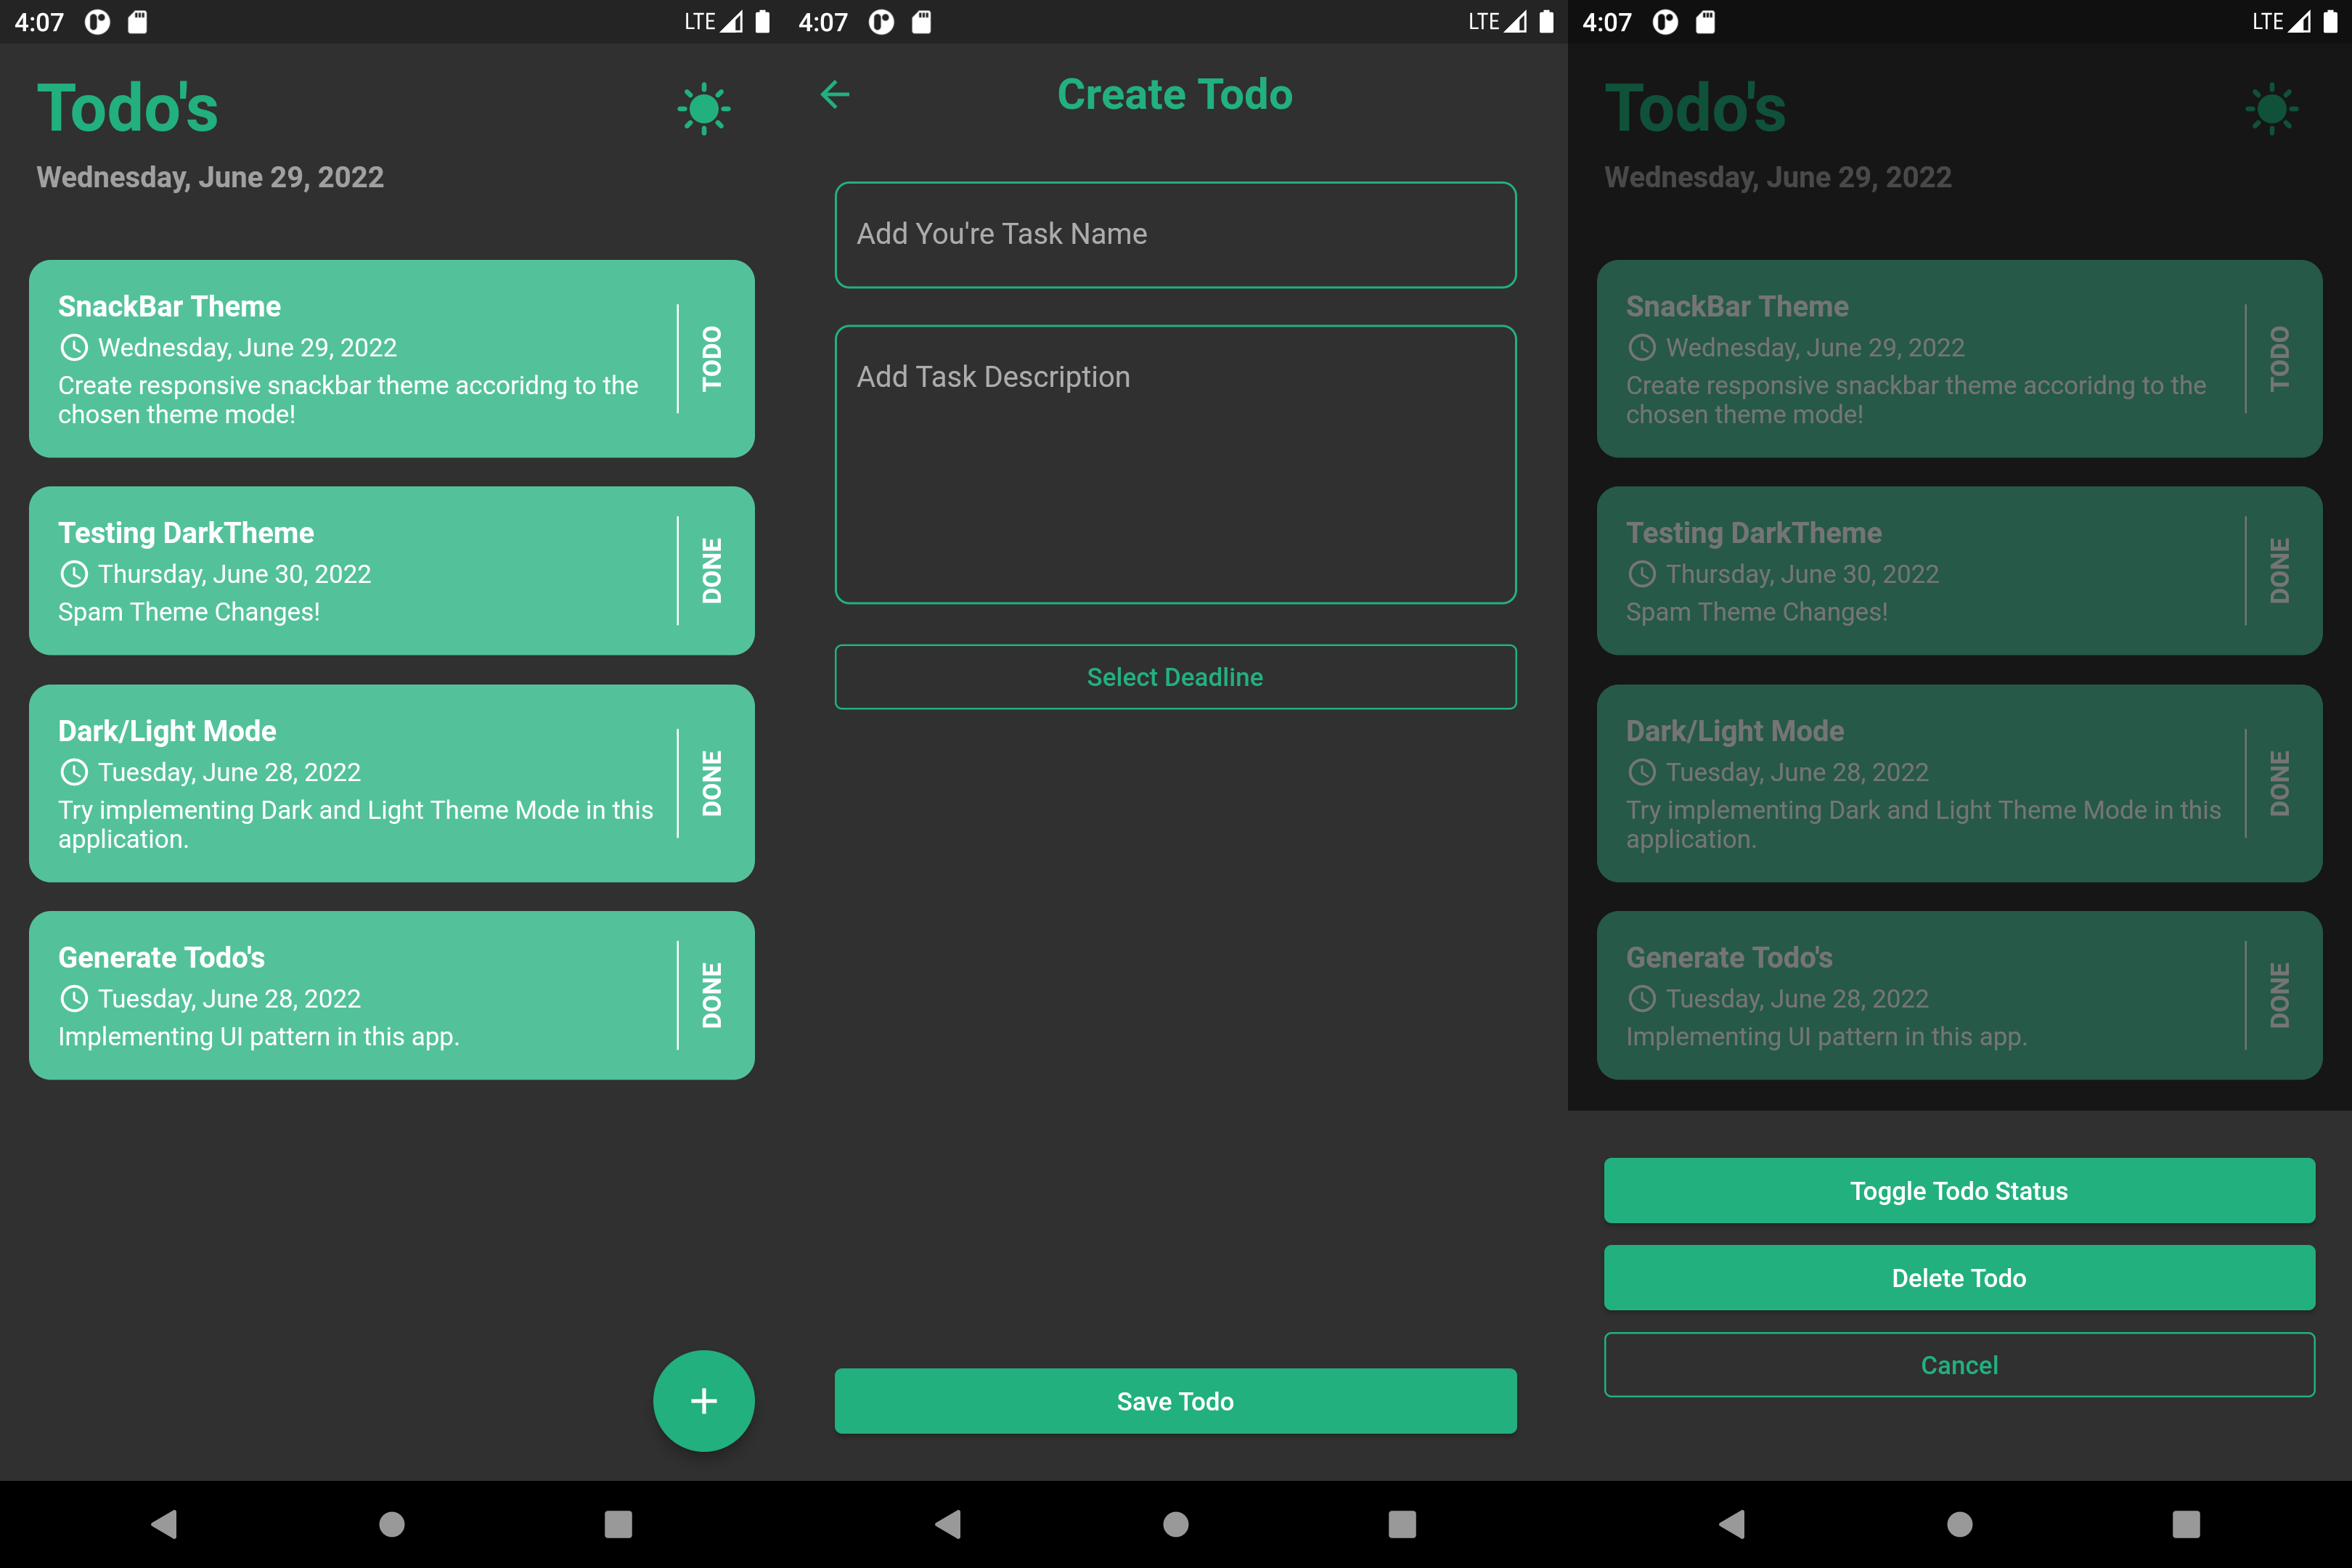 4:07 LTE
Todo's
Wednesday, June 29, 2022
SnackBar Theme
Wednesday, June 29, 2022
Create responsive snackbar theme accoridng to the
chosen theme mode!
TODO
Testing DarkTheme
Thursday, June 30, 2022
Spam Theme Changes!
DONE
Dark/Light Mode
Tuesday, June 28, 2022
Try implementing Dark and Light Theme Mode in this
application.
DONE
Generate Todo's
Tuesday, June 28, 2022
Implementing UI pattern in this app.
DONE
4:07 LTE
Create Todo
Add You're Task Name
Add Task Description
Select Deadline
Save Todo
4:07 LTE
Todo's
Wednesday, June 29, 2022
SnackBar Theme
Wednesday, June 29, 2022
Create responsive snackbar theme accoridng to the
chosen theme mode!
TODO
Testing DarkTheme
Thursday, June 30, 2022
Spam Theme Changes!
DONE
Dark/Light Mode
Tuesday, June 28, 2022
Try implementing Dark and Light Theme Mode in this
application.
DONE
Generate Todo's
Tuesday, June 28, 2022
Implementing UI pattern in this app.
DONE
Toggle Todo Status
Delete Todo
Cancel